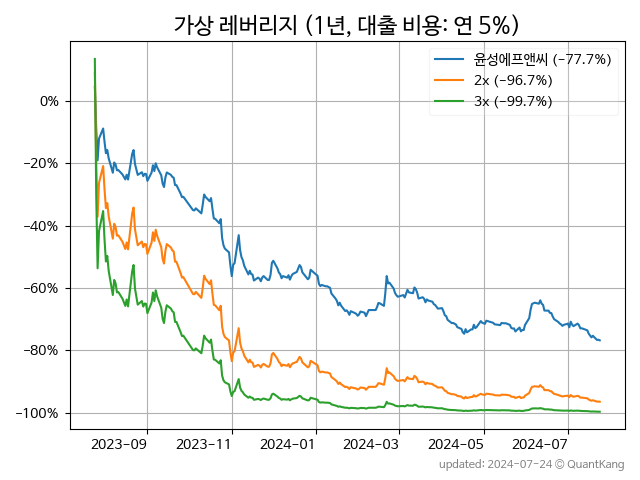 가상 레버리지 (1년, 대출 비용: 연 5%)
윤성에프앤씨 (−77.7%)
2x (−96.7%)
3x (−99.7%)
0%
−20%
−40%
−60%
−80%
−100%
2023-09
2023-11
2024-01
2024-03
2024-05
2024-07
updated: 2024-07-24 © QuantKang